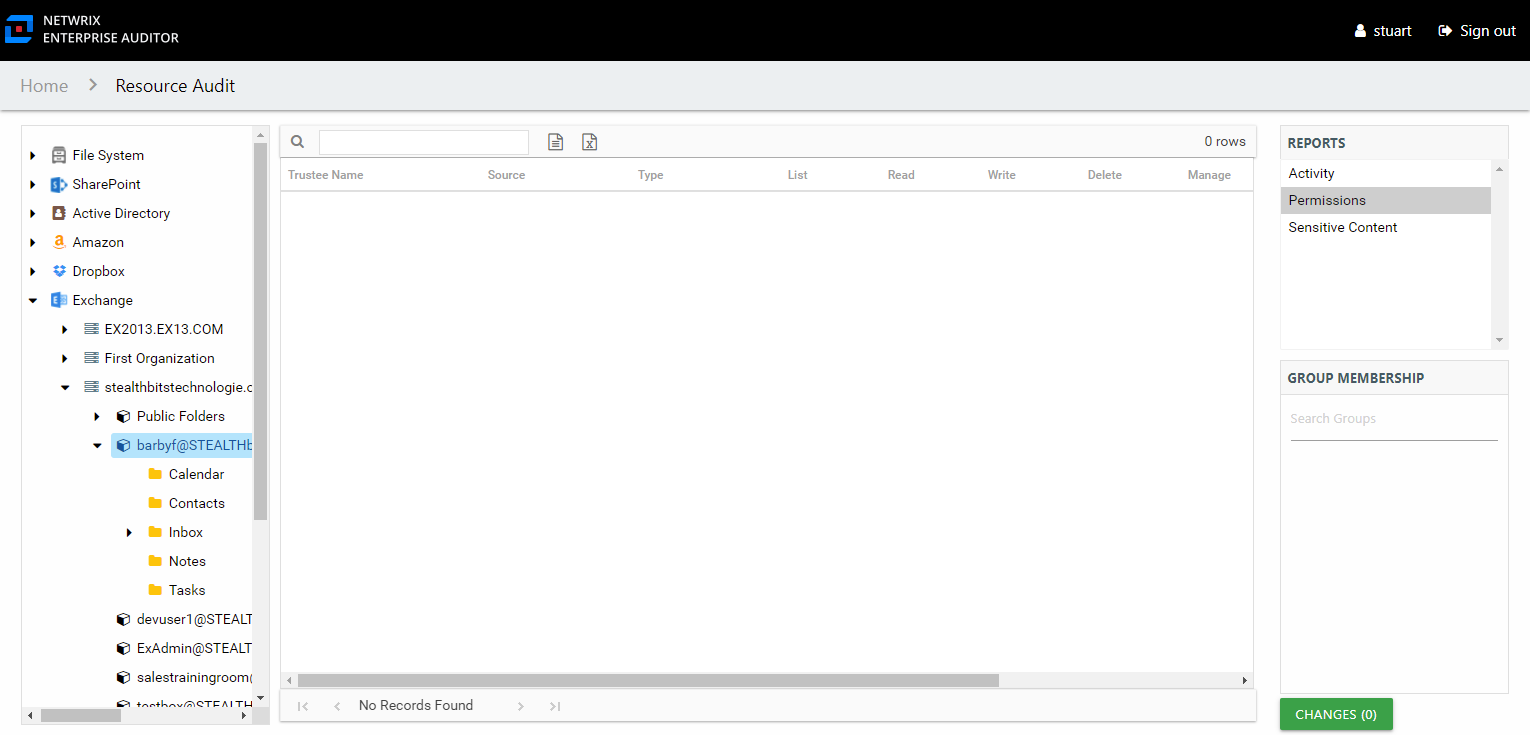 NETWRIX
ENTERPRISE AUDITOR
stuart
Sign out
Home
Resource Audit
File System
SharePoint
Active Directory
Amazon
Dropbox
Exchange
EX2013.EX13.COM
First Organization
stealthbitstechnologie.c
Public Folders
barbyf@STEALTHb
Calendar
Contacts
Inbox
Notes
Tasks
devuser1@STEALT
ExAdmin@STEALT
salestrainingroom@
testbox@STEALTH
0 rows
Trustee Name Source Type List Read Write Delete Manage
No Records Found
REPORTS
Activity
Permissions
Sensitive Content
GROUP MEMBERSHIP
Search Groups
CHANGES (0)